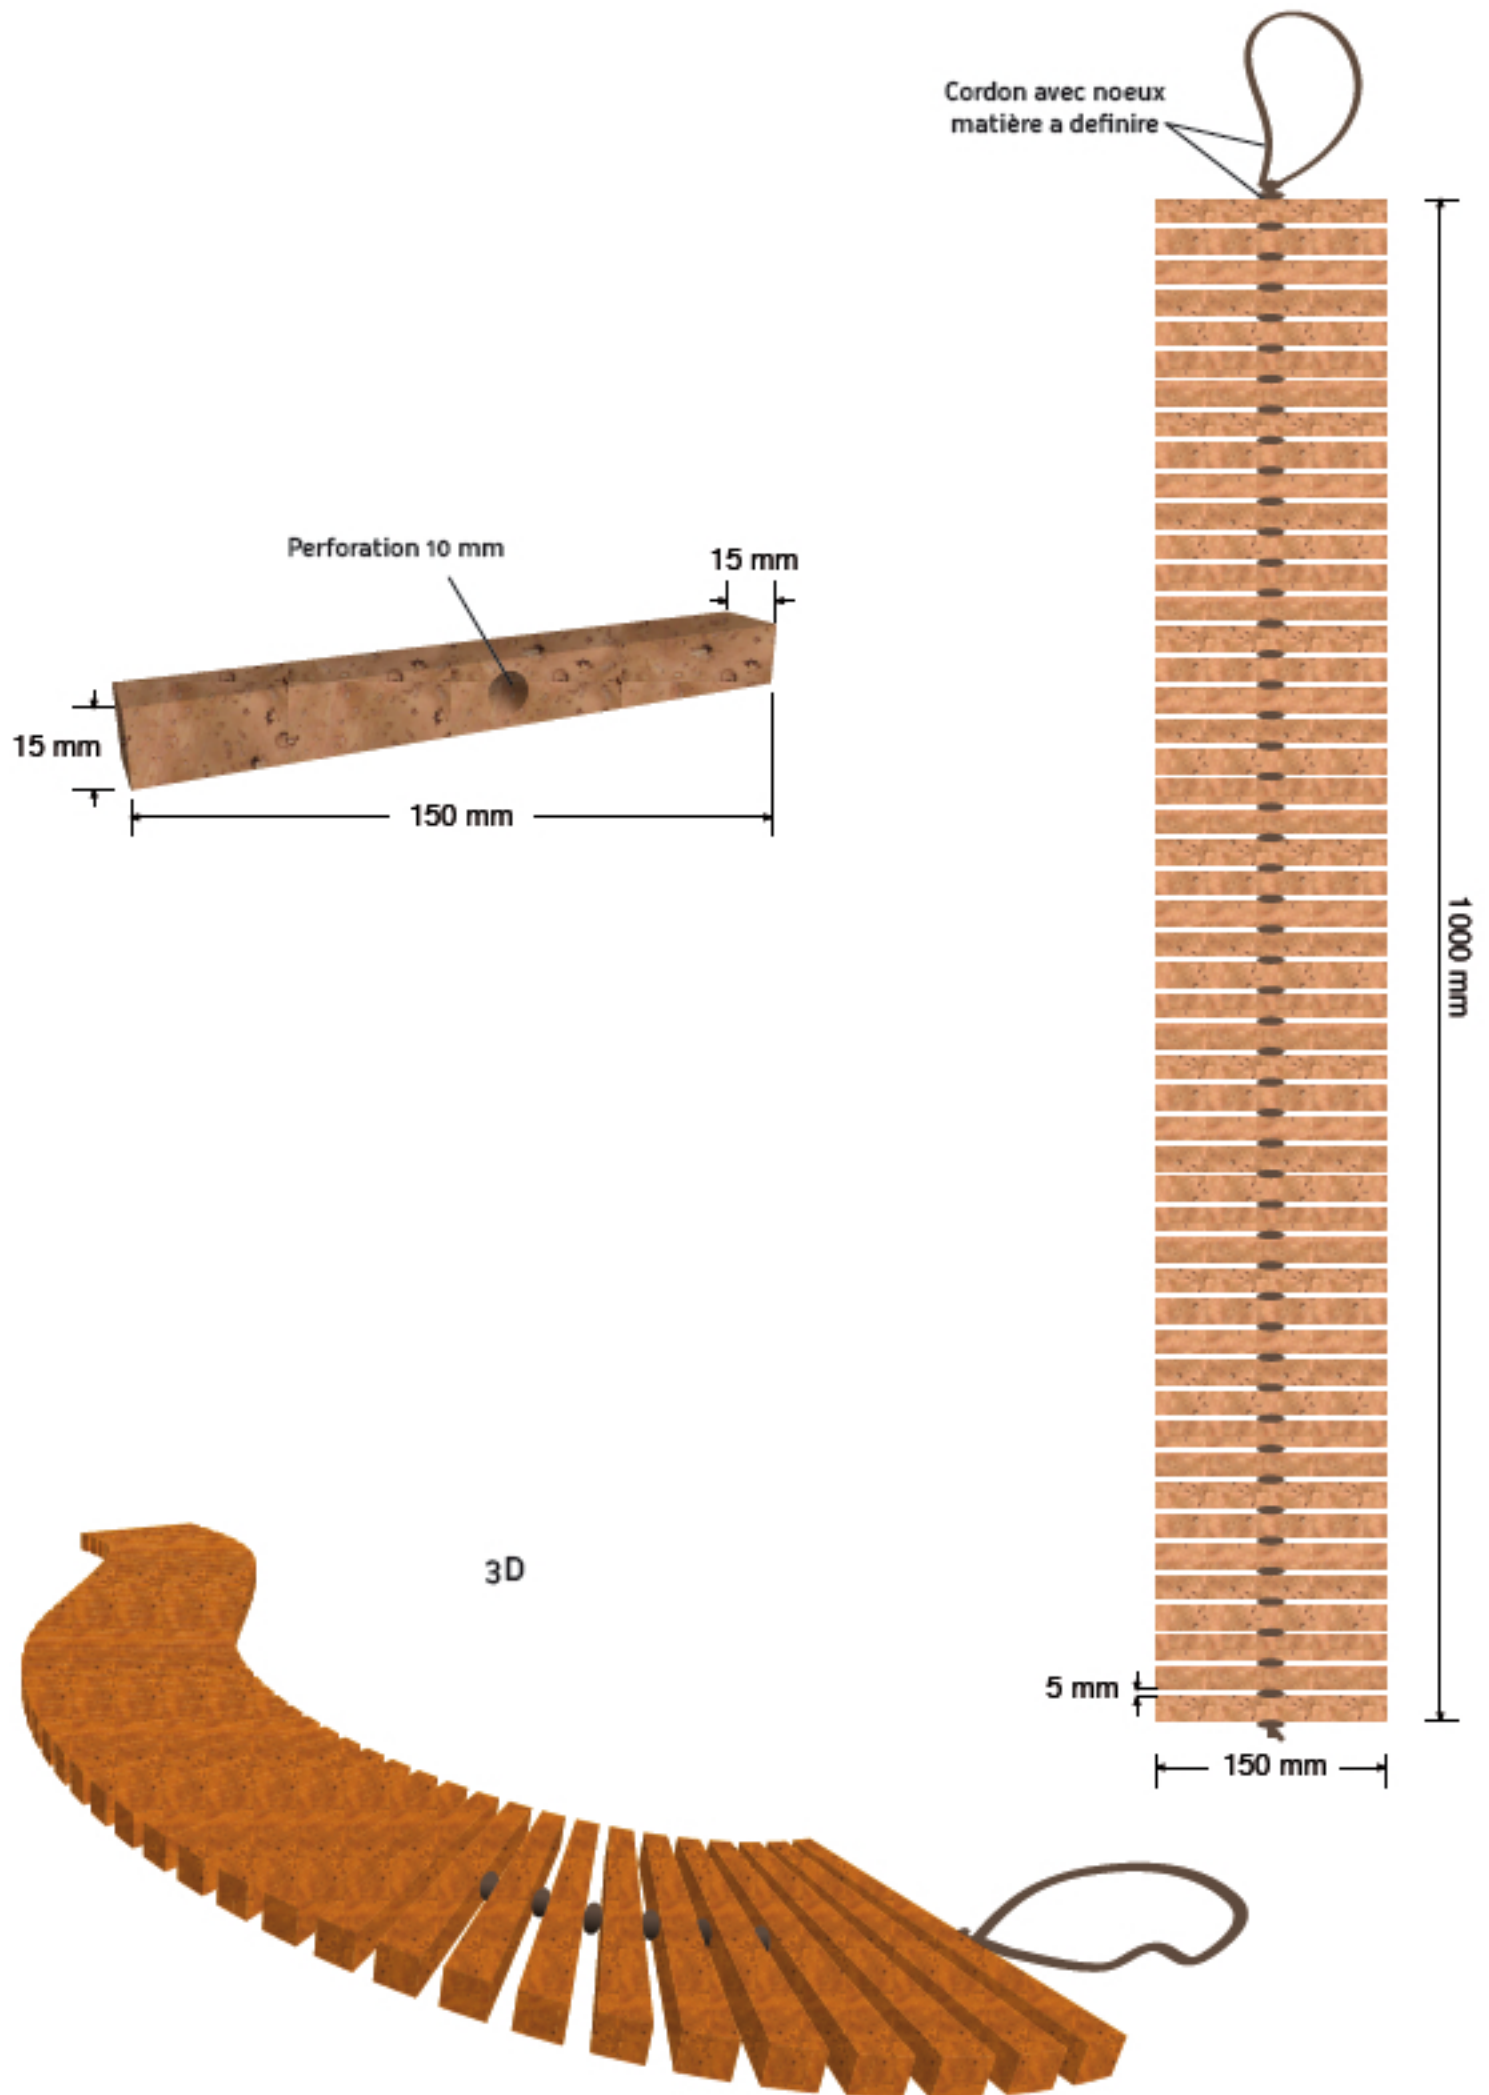 Cordon avec noeux
matière a definire
Perforation 10 mm
15 mm
15 mm
150 mm
1000 mm
3D
5 mm
150 mm